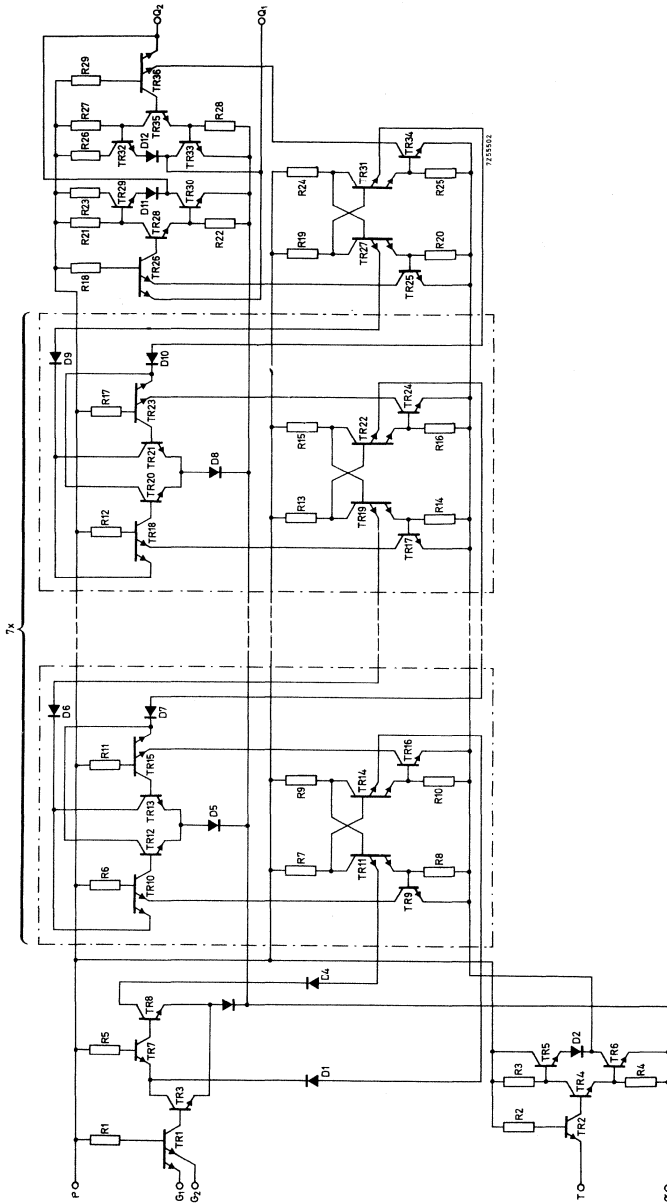 7x
P
G1
G2
T
Q2
Q1
R1
R5
TR1
TR3
TR7
TR8
D1
D4
R2
R3
R4
TR2
TR4
TR5
TR6
D2
D6
D7
R6
R11
TR10
TR12
TR13
TR15
D5
R7
R9
TR11
TR14
TR9
TR16
R8
R10
D9
D10
R12
R17
TR18
TR20
TR21
TR23
D8
R13
R15
TR19
TR22
TR17
TR24
R14
R16
R18
R21
R23
R26
R27
R29
TR26
TR28
TR29
TR30
TR32
TR33
TR35
TR36
D11
D12
R22
R28
R19
R24
TR27
TR31
TR25
TR34
R20
R25
7255502